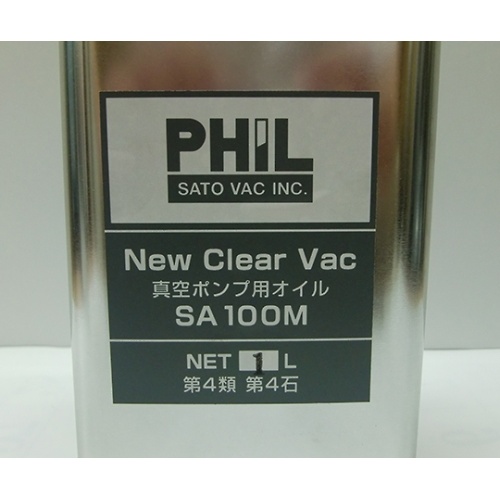 PHIL
SATO VAC INC.
New Clear Vac
真空ポンプ用オイル
SA100M
NET 1 L
第4類 第4石